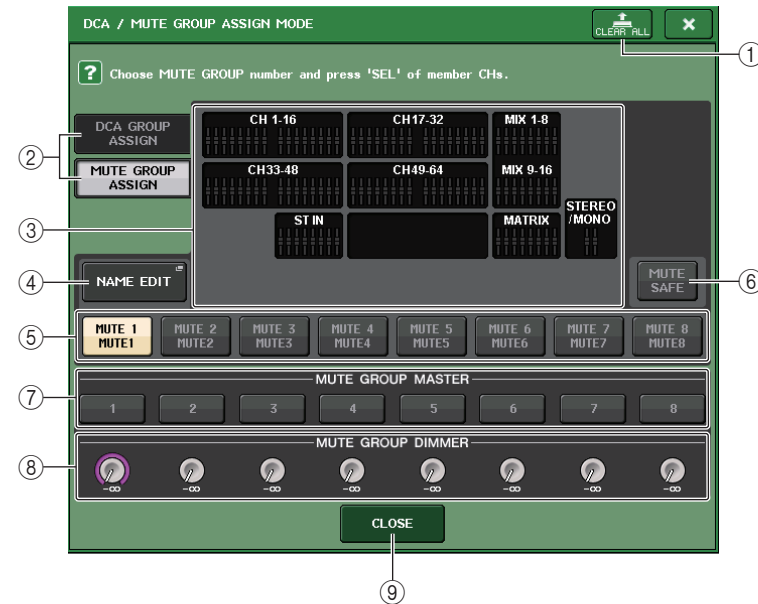 DCA / MUTE GROUP ASSIGN MODE
CLEAR ALL
①
? Choose MUTE GROUP number and press 'SEL' of member CHs.
②
DCA GROUP
ASSIGN
MUTE GROUP
ASSIGN
③
CH 1-16
CH17-32
MIX 1-8
CH33-48
CH49-64
MIX 9-16
ST IN
MATRIX
STEREO
/MONO
④
NAME EDIT
MUTE
SAFE
⑥
⑤
MUTE 1
MUTE1
MUTE 2
MUTE2
MUTE 3
MUTE3
MUTE 4
MUTE4
MUTE 5
MUTE5
MUTE 6
MUTE6
MUTE 7
MUTE7
MUTE 8
MUTE8
MUTE GROUP MASTER
⑦
1 2 3 4 5 6 7 8
MUTE GROUP DIMMER
⑧
-∞ -∞ -∞ -∞ -∞ -∞ -∞ -∞
CLOSE
⑨